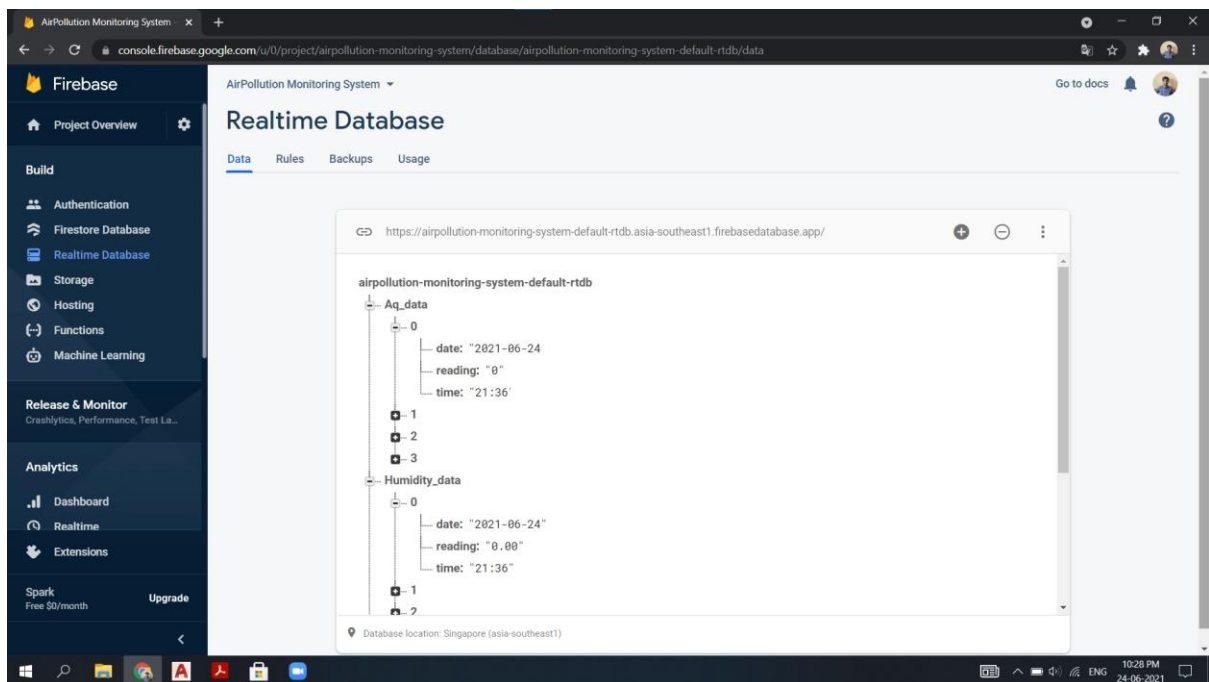 AirPollution Monitoring System -
console.firebase.google.com/u/0/project/airpollution-monitoring-system/database/airpollution-monitoring-system-default-rtdb/data
Firebase
AirPollution Monitoring System
Go to docs
Project Overview
Realtime Database
Data Rules Backups Usage
Build
Authentication
Firestore Database
Realtime Database
Storage
Hosting
Functions
Machine Learning
Release & Monitor
Crashlytics, Performance, Test La...
Analytics
Dashboard
Realtime
Extensions
Spark
Free $0/month
Upgrade
https://airpollution-monitoring-system-default-rtdb.asia-southeast1.firebasedatabase.app/
airpollution-monitoring-system-default-rtdb
Aq_data
0
date: "2021-06-24
reading: "0"
time: "21:36'
1
2
3
Humidity_data
0
date: "2021-06-24"
reading: "0.00"
time: "21:36"
1
2
Database location: Singapore (asia-southeast1)
ENG
10:28 PM
24-06-2021